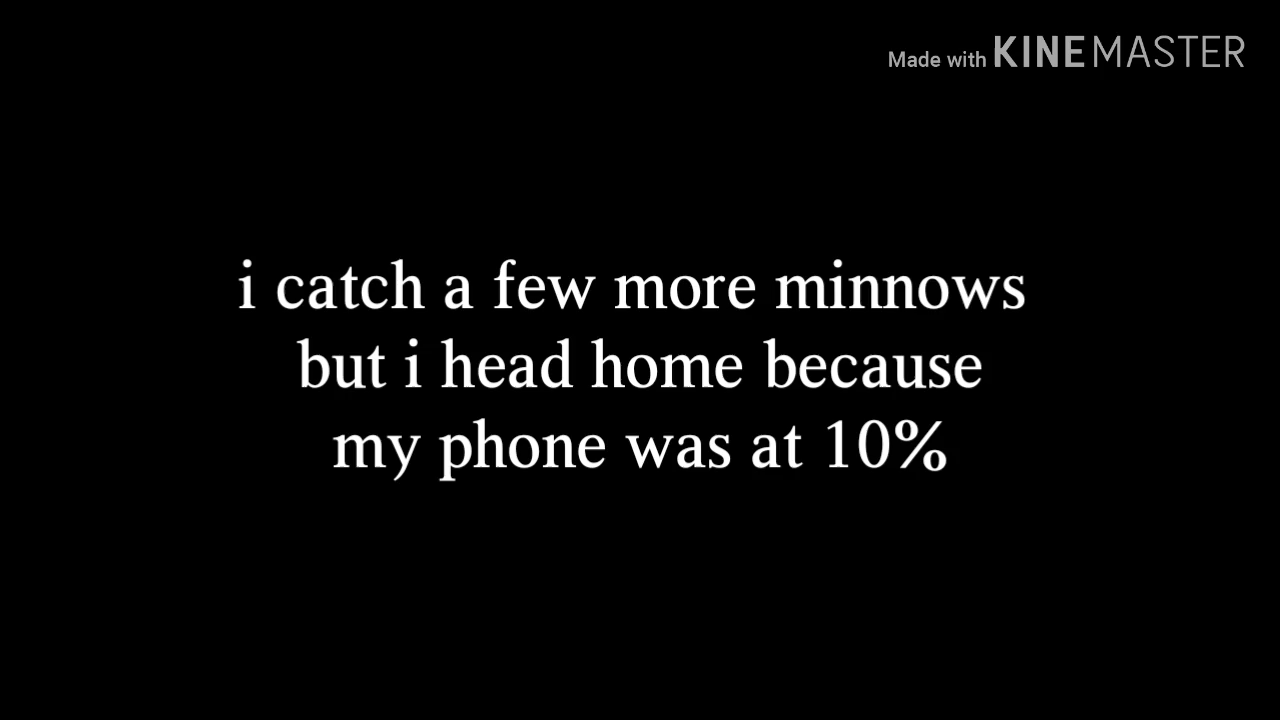 Made with KINEMASTER
i catch a few more minnows
but i head home because
my phone was at 10%